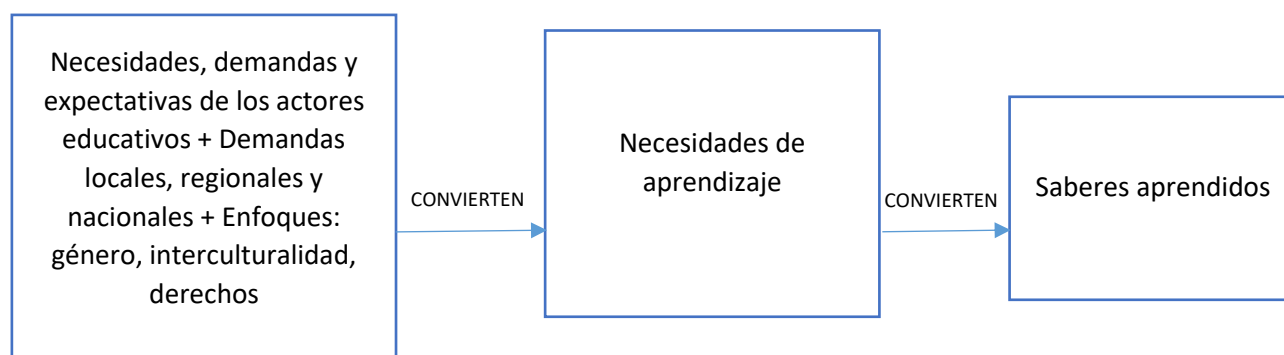 Necesidades, demandas y
expectativas de los actores
educativos + Demandas
locales, regionales y
nacionales + Enfoques:
género, interculturalidad,
derechos
CONVIERTEN
Necesidades de
aprendizaje
CONVIERTEN
Saberes aprendidos